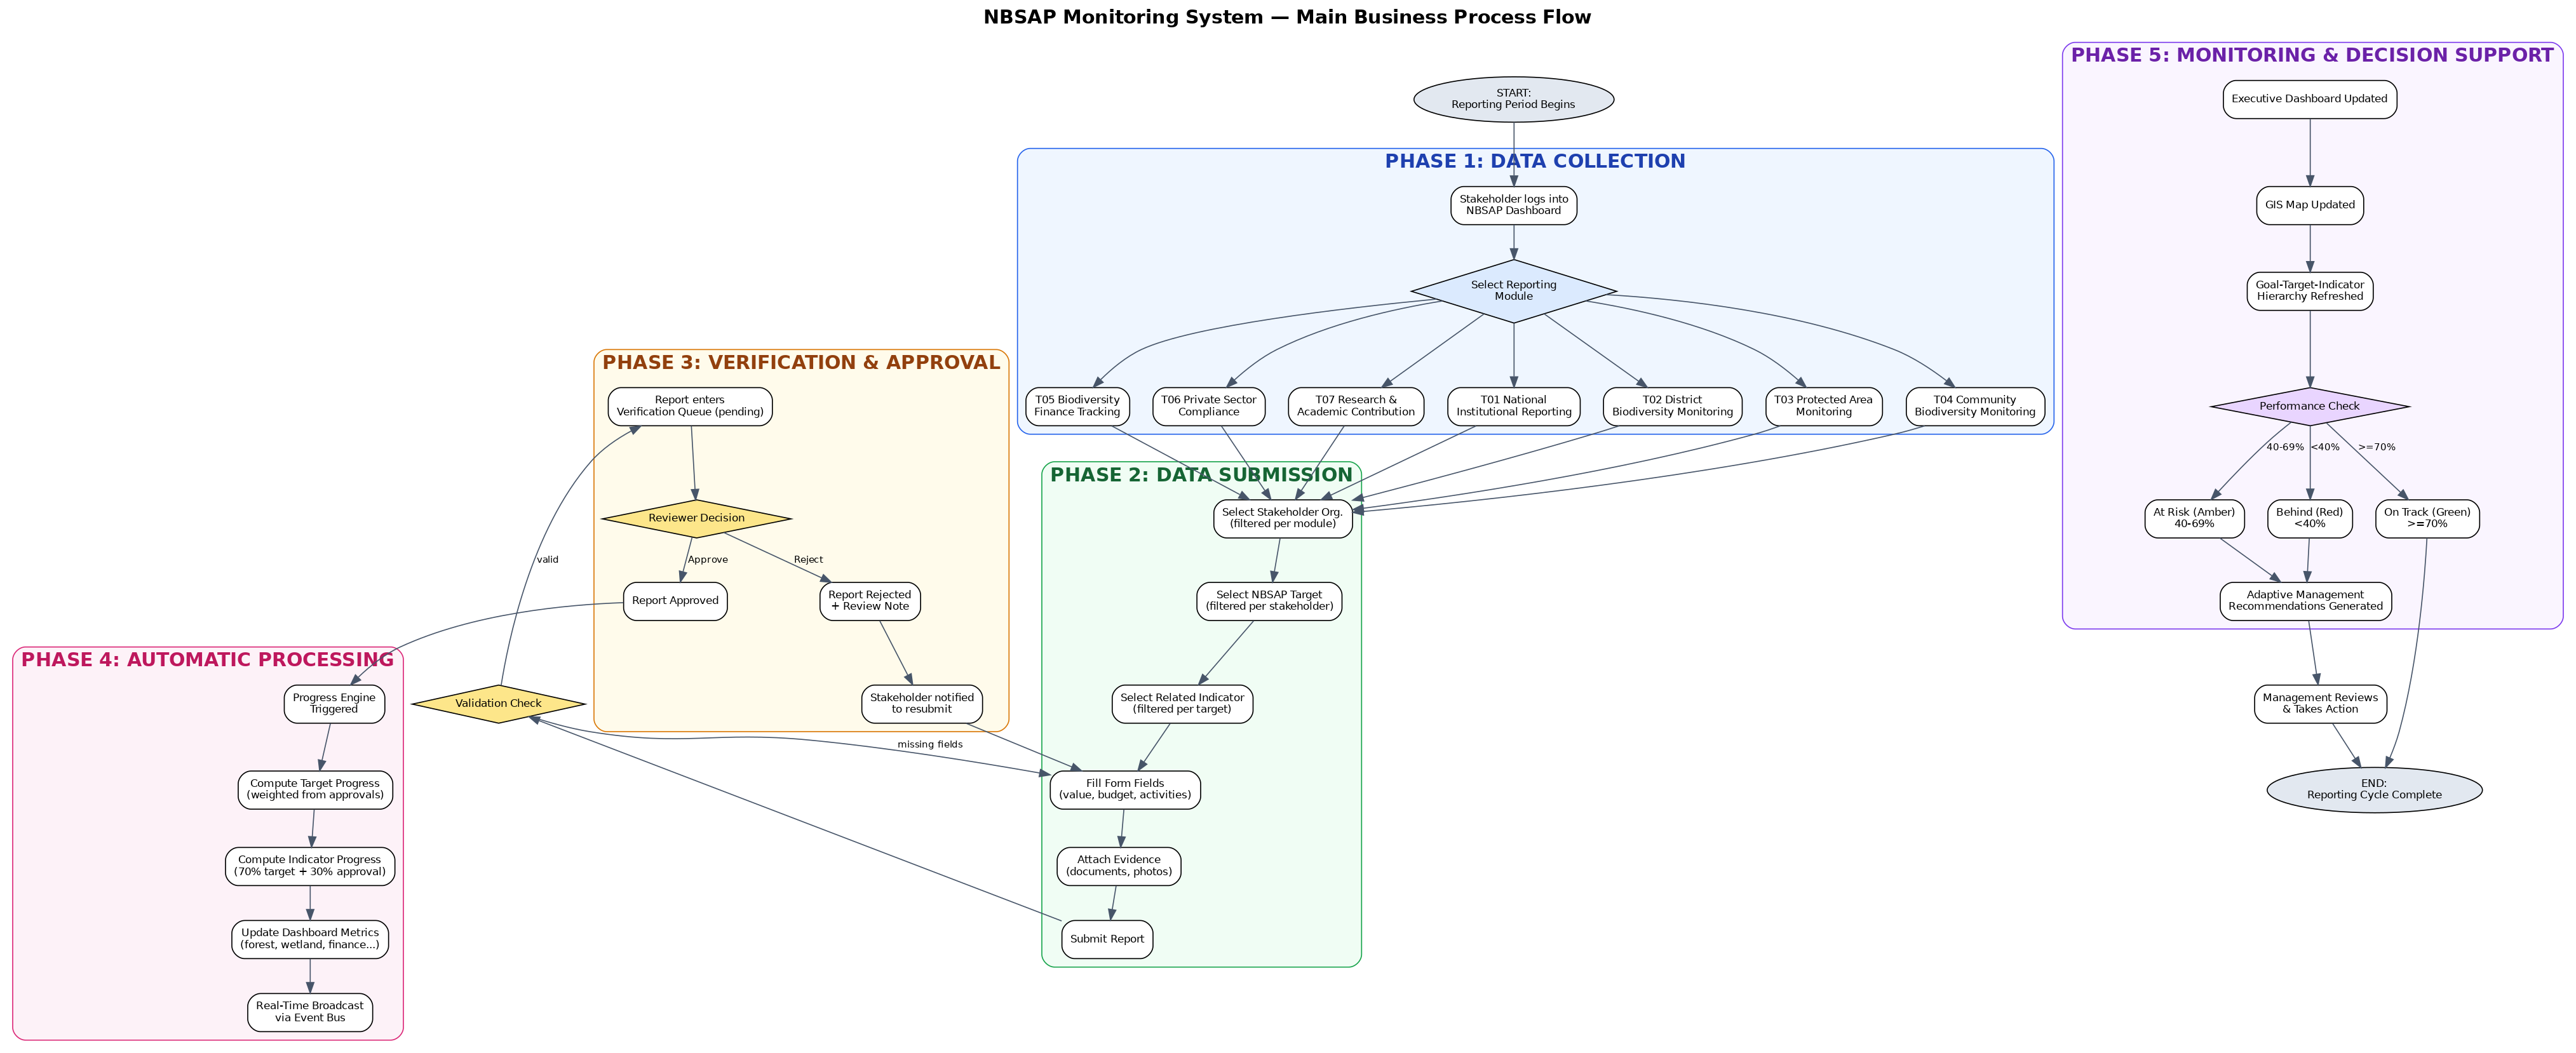 NBSAP Monitoring System — Main Business Process Flow
START:
Reporting Period Begins
PHASE 1: DATA COLLECTION
Stakeholder logs into
NBSAP Dashboard
Select Reporting
Module
T05 Biodiversity
Finance Tracking
T06 Private Sector
Compliance
T07 Research &
Academic Contribution
T01 National
Institutional Reporting
T02 District
Biodiversity Monitoring
T03 Protected Area
Monitoring
T04 Community
Biodiversity Monitoring
PHASE 2: DATA SUBMISSION
Select Stakeholder Org.
(filtered per module)
Select NBSAP Target
(filtered per stakeholder)
Select Related Indicator
(filtered per target)
Fill Form Fields
(value, budget, activities)
Attach Evidence
(documents, photos)
Submit Report
Validation Check
valid
missing fields
PHASE 3: VERIFICATION & APPROVAL
Report enters
Verification Queue (pending)
Reviewer Decision
Approve
Reject
Report Approved
Report Rejected
+ Review Note
Stakeholder notified
to resubmit
PHASE 4: AUTOMATIC PROCESSING
Progress Engine
Triggered
Compute Target Progress
(weighted from approvals)
Compute Indicator Progress
(70% target + 30% approval)
Update Dashboard Metrics
(forest, wetland, finance...)
Real-Time Broadcast
via Event Bus
PHASE 5: MONITORING & DECISION SUPPORT
Executive Dashboard Updated
GIS Map Updated
Goal-Target-Indicator
Hierarchy Refreshed
Performance Check
40-69%
<40%
>=70%
At Risk (Amber)
40-69%
Behind (Red)
<40%
On Track (Green)
>=70%
Adaptive Management
Recommendations Generated
Management Reviews
& Takes Action
END:
Reporting Cycle Complete